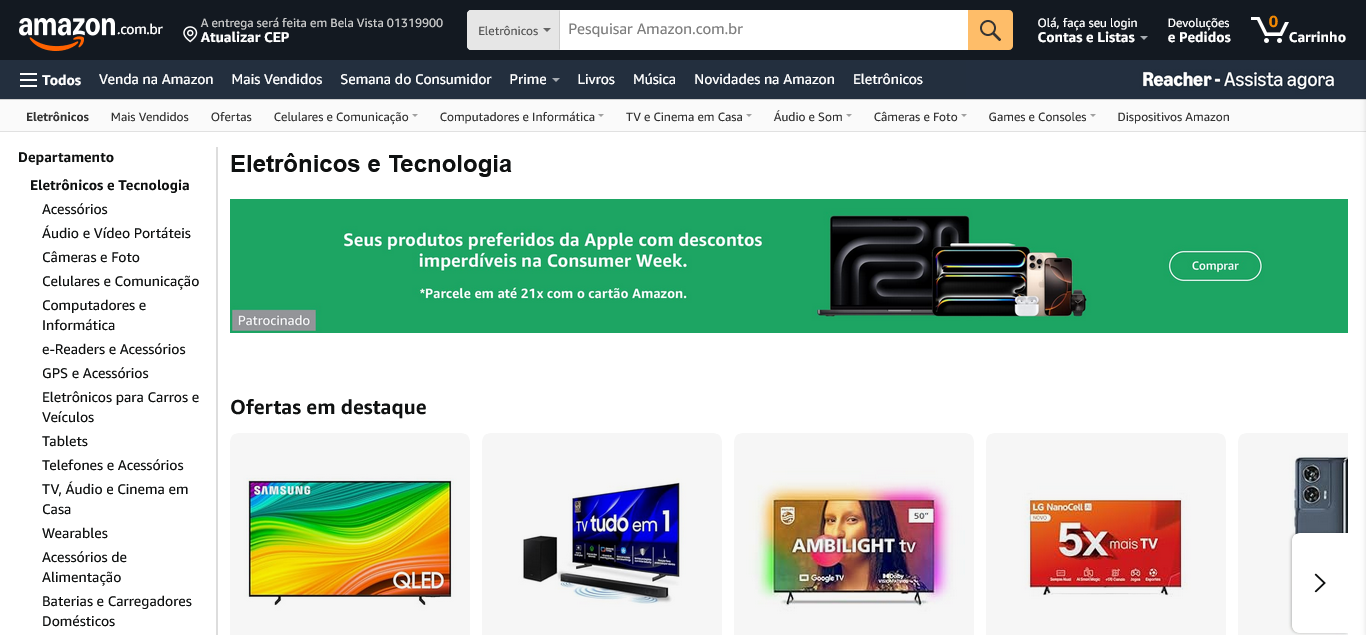 amazon.com.br
A entrega será feita em Bela Vista 01319900
Atualizar CEP
Eletrônicos
Pesquisar Amazon.com.br
Olá, faça seu login
Contas e Listas
Devoluções
e Pedidos
0
Carrinho
Todos
Venda na Amazon
Mais Vendidos
Semana do Consumidor
Prime
Livros
Música
Novidades na Amazon
Eletrônicos
Reacher - Assista agora
Eletrônicos
Mais Vendidos
Ofertas
Celulares e Comunicação
Computadores e Informática
TV e Cinema em Casa
Áudio e Som
Câmeras e Foto
Games e Consoles
Dispositivos Amazon
Departamento
Eletrônicos e Tecnologia
Acessórios
Áudio e Vídeo Portáteis
Câmeras e Foto
Celulares e Comunicação
Computadores e
Informática
e-Readers e Acessórios
GPS e Acessórios
Eletrônicos para Carros e
Veículos
Tablets
Telefones e Acessórios
TV, Áudio e Cinema em
Casa
Wearables
Acessórios de
Alimentação
Baterias e Carregadores
Domésticos
Eletrônicos e Tecnologia
Seus produtos preferidos da Apple com descontos
imperdíveis na Consumer Week.
*Parcele em até 21x com o cartão Amazon.
Comprar
Patrocinado
Ofertas em destaque
SAMSUNG
QLED
TV tudo em 1
PHILIPS
50"
AMBILIGHT tv
Google TV
Dolby
LG NanoCell AI
NOVO
5x mais TV